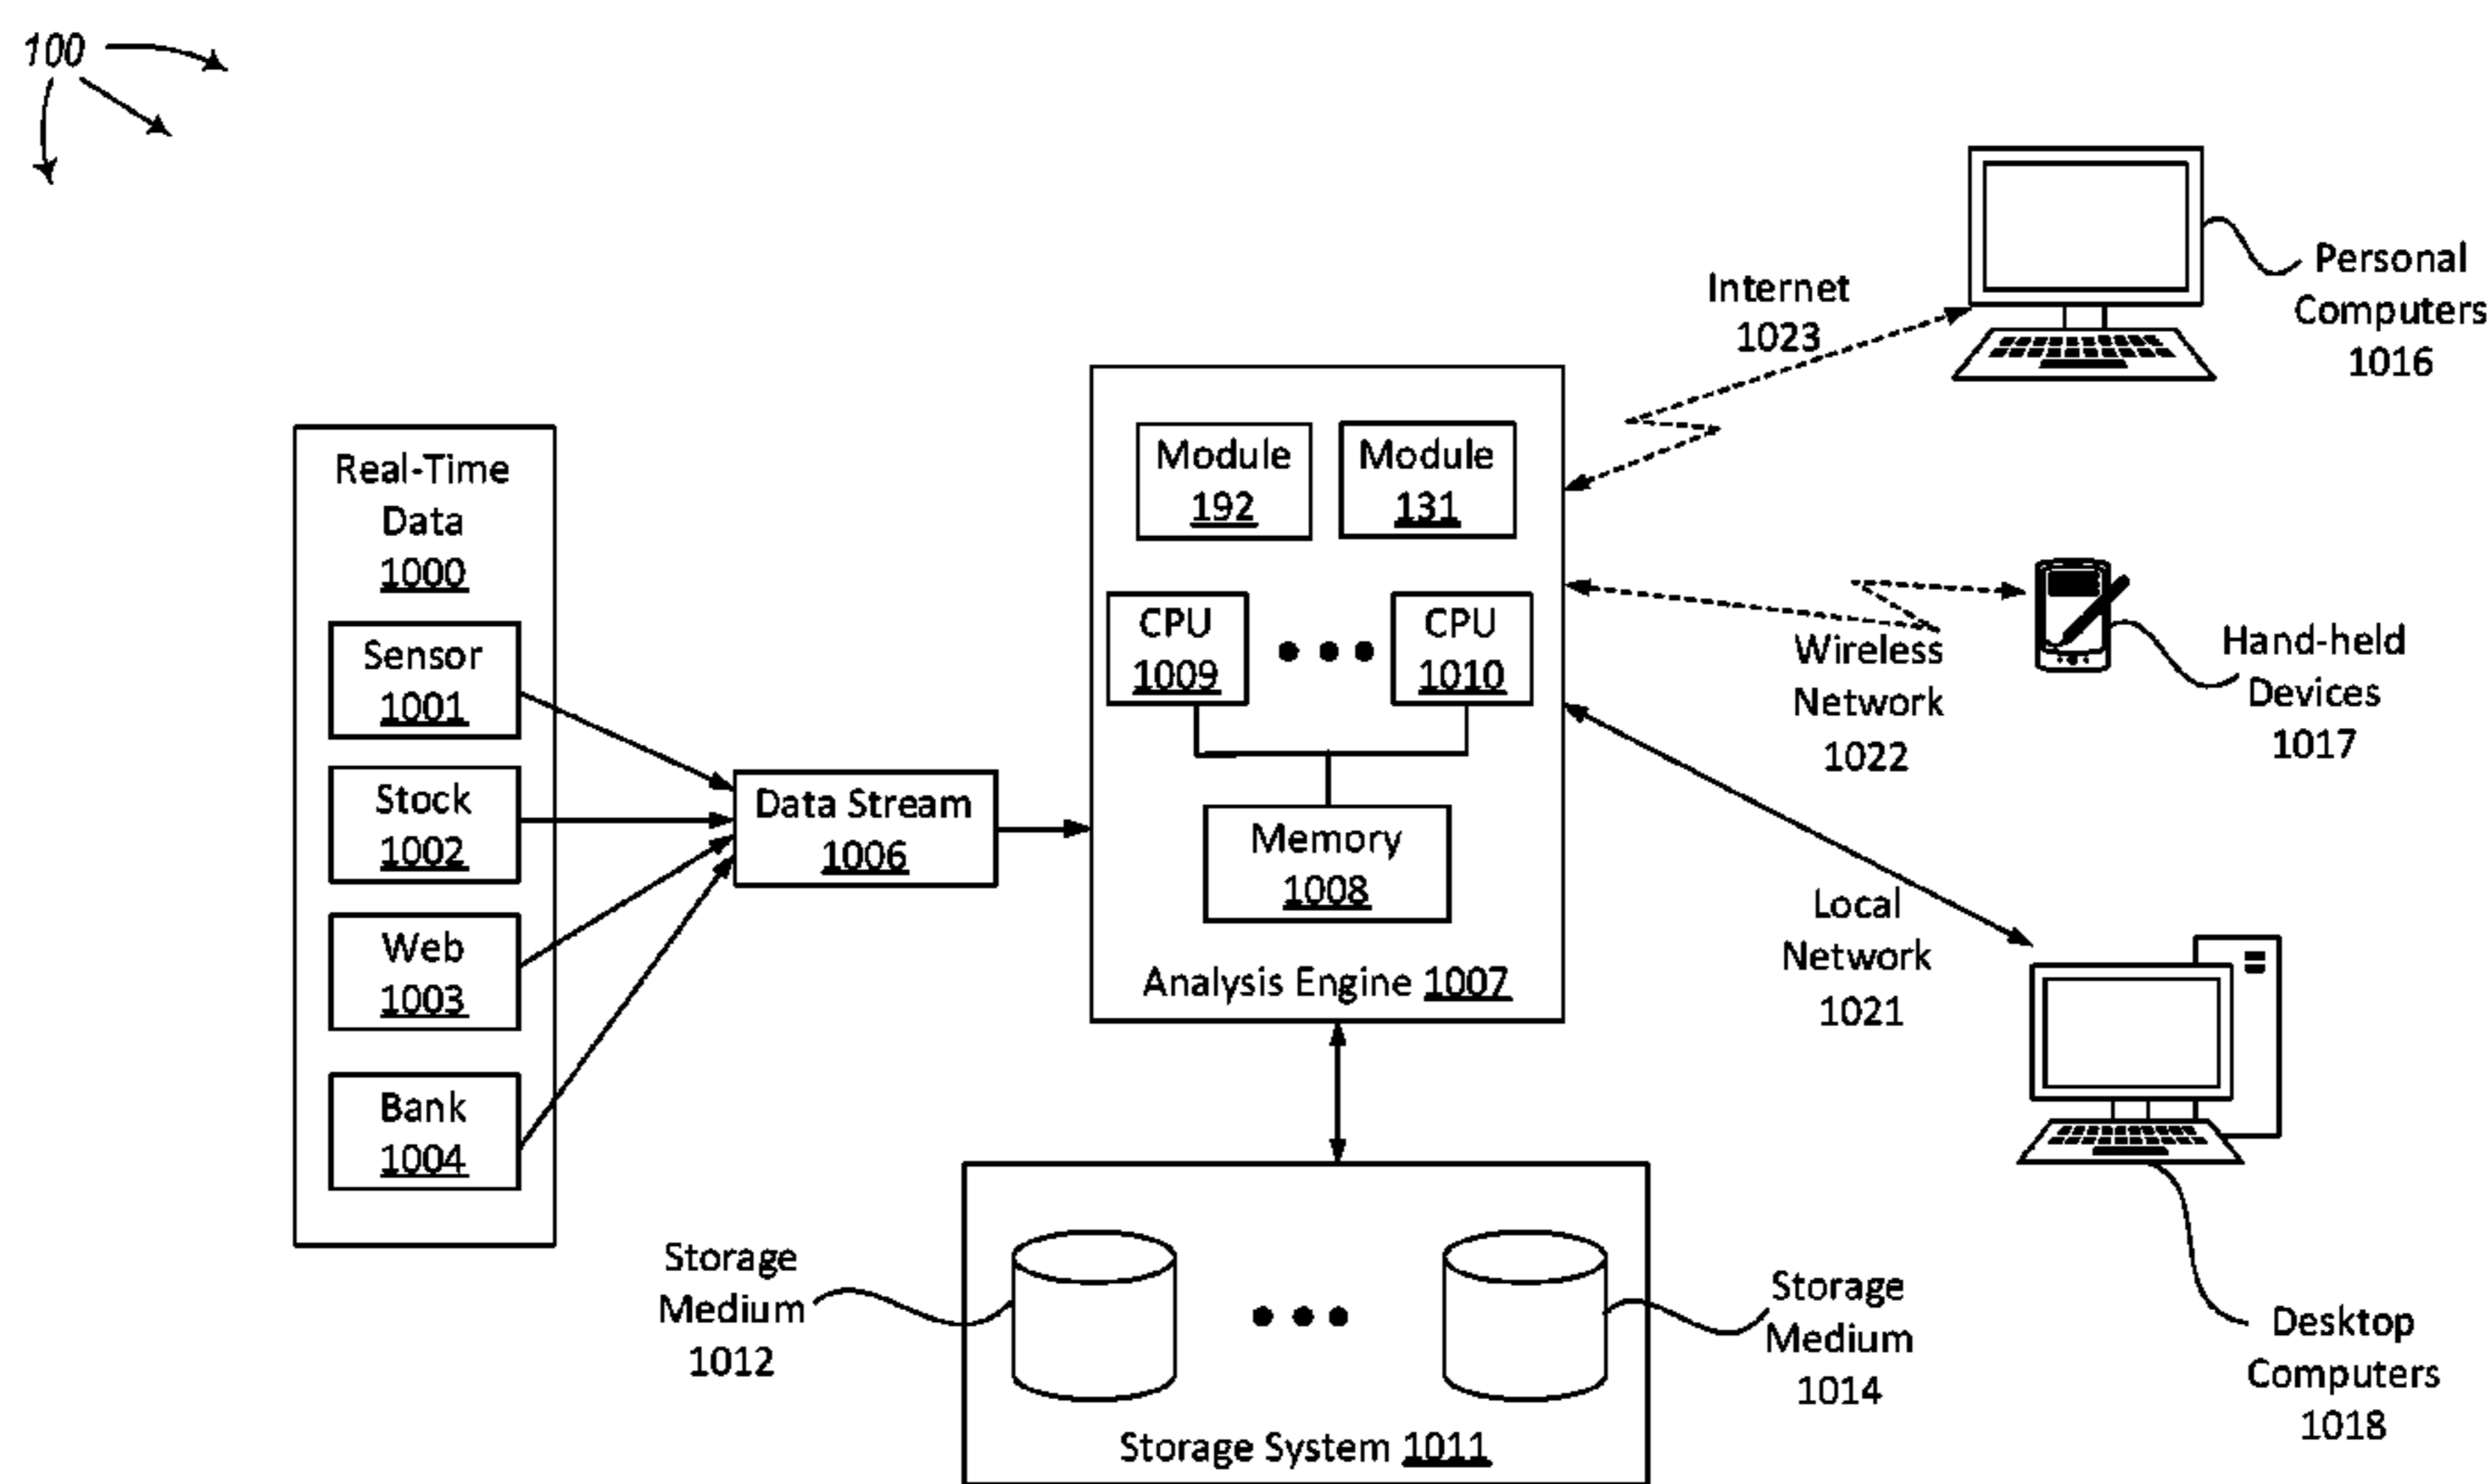 100
Real-Time
Data
1000
Sensor
1001
Stock
1002
Web
1003
Bank
1004
Data Stream
1006
Module
192
Module
131
CPU
1009
CPU
1010
Memory
1008
Analysis Engine 1007
Internet
1023
Personal
Computers
1016
Wireless
Network
1022
Hand-held
Devices
1017
Local
Network
1021
Desktop
Computers
1018
Storage
Medium
1012
Storage
Medium
1014
Storage System 1011